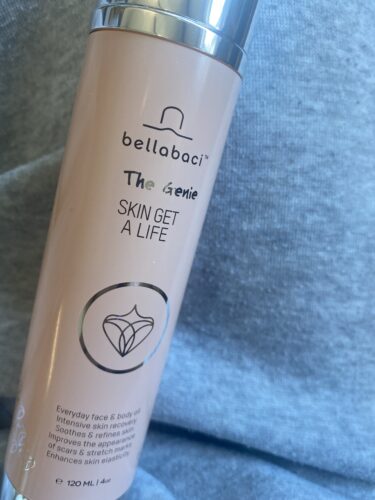 bellabaci™
The Genie
SKIN GET
A LIFE
Everyday face & body oil
Intensive skin recovery
Soothes & refines skin
Improves the appearance
of scars & stretch marks
Enhances skin elasticity
℮ 120 ML | 4oz